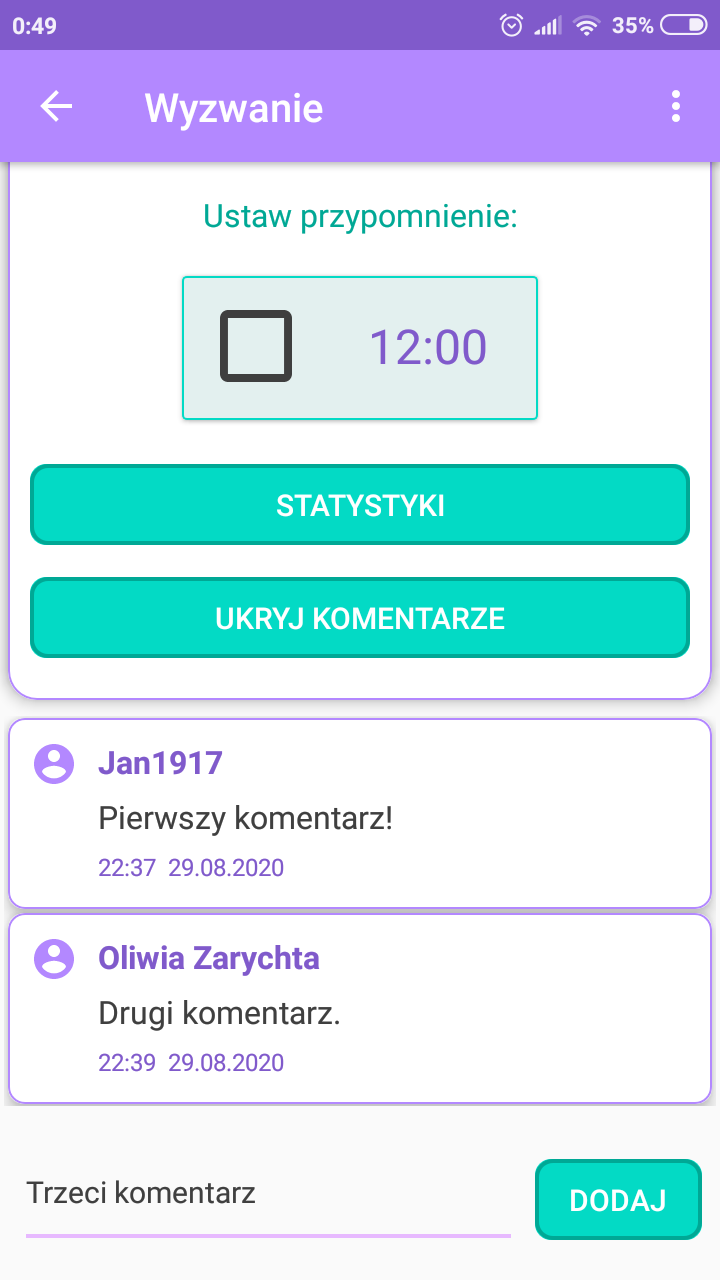 0:49 35%
Wyzwanie
Ustaw przypomnienie:
12:00
STATYSTYKI
UKRYJ KOMENTARZE
Jan1917
Pierwszy komentarz!
22:37 29.08.2020
Oliwia Zarychta
Drugi komentarz.
22:39 29.08.2020
Trzeci komentarz DODAJ